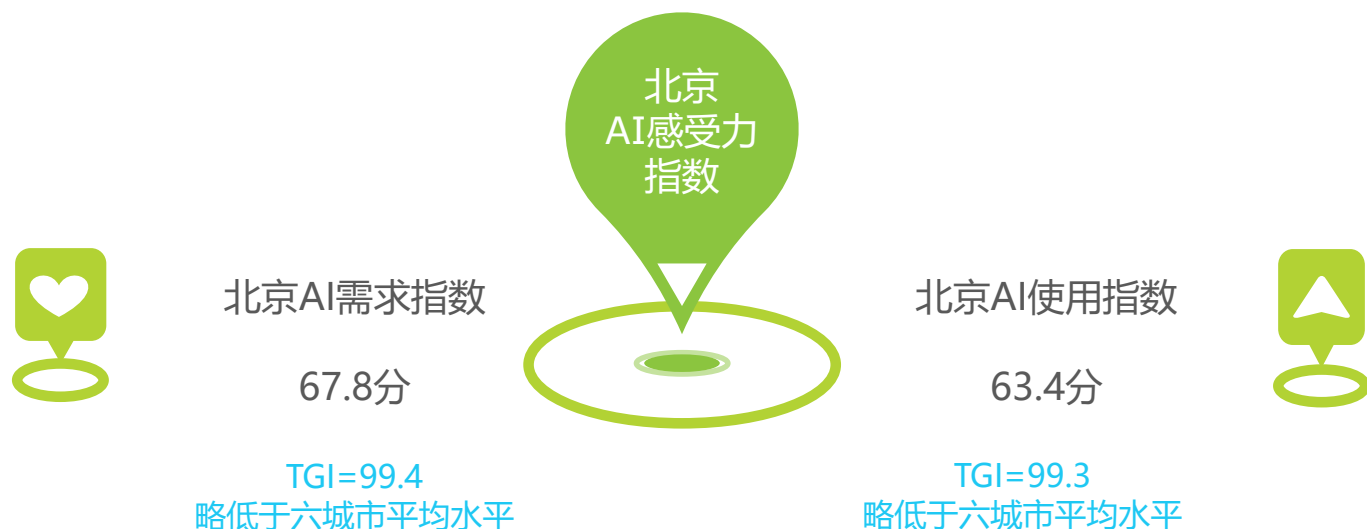 北京
AI感受力
指数
北京AI需求指数
67.8分
TGI=99.4
略低于六城市平均水平
北京AI使用指数
63.4分
TGI=99.3
略低于六城市平均水平